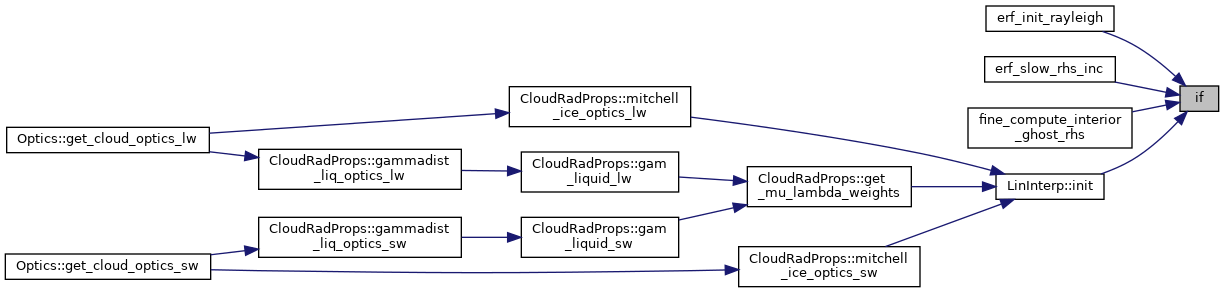 erf_init_rayleigh
erf_slow_rhs_inc
if
CloudRadProps::mitchell
_ice_optics_lw
fine_compute_interior
_ghost_rhs
Optics::get_cloud_optics_lw
CloudRadProps::gammadist
_liq_optics_lw
CloudRadProps::gam
_liquid_lw
CloudRadProps::get
_mu_lambda_weights
LinInterp::init
CloudRadProps::gammadist
_liq_optics_sw
CloudRadProps::gam
_liquid_sw
Optics::get_cloud_optics_sw
CloudRadProps::mitchell
_ice_optics_sw